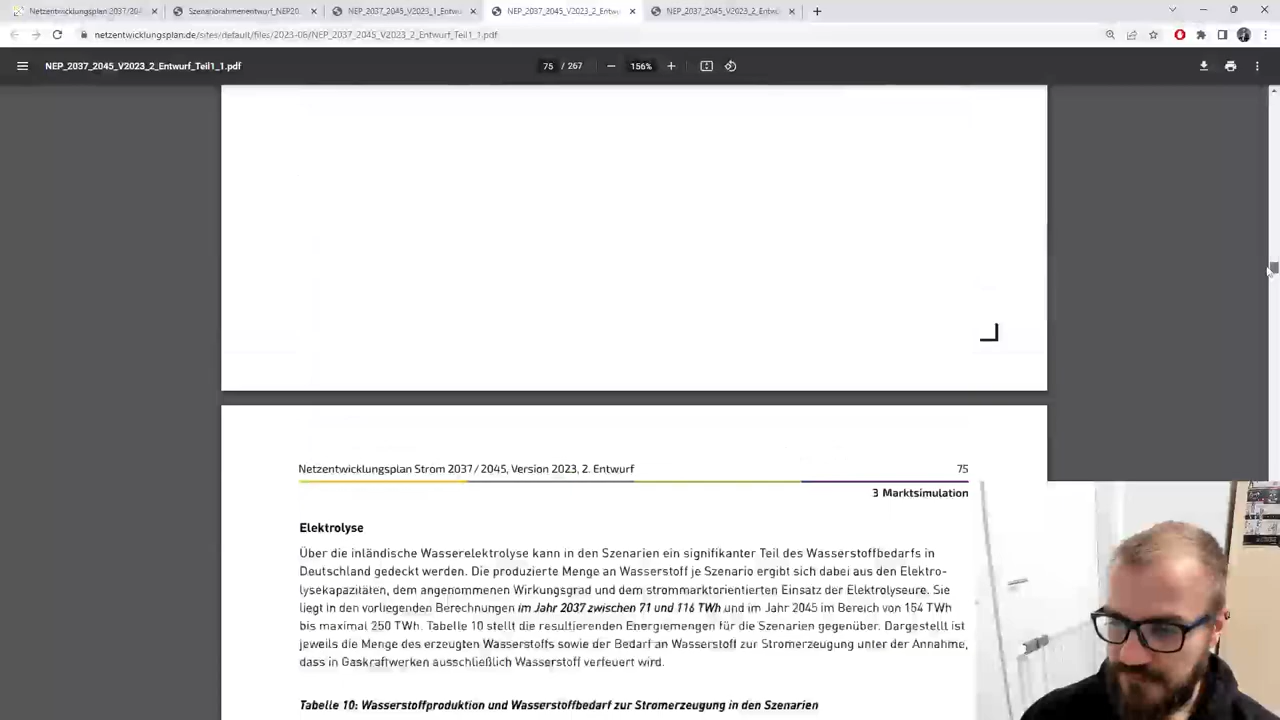 Netzentwicklungsplan 2037/20
Szenariorahmenentwurf_NEP20
NEP_2037_2045_V2023_1_Entwu
NEP_2037_2045_V2023_2_Entwu
NEP_2037_2045_V2023_2_Entwu
netzentwicklungsplan.de/sites/default/files/2023-06/NEP_2037_2045_V2023_2_Entwurf_Teil1_1.pdf
NEP_2037_2045_V2023_2_Entwurf_Teil1_1.pdf
75 / 267
156%
Netzentwicklungsplan Strom 2037 / 2045, Version 2023, 2. Entwurf
75
3 Marktsimulation
Elektrolyse
Über die inländische Wasserelektrolyse kann in den Szenarien ein signifikanter Teil des Wasserstoffbedarfs in
Deutschland gedeckt werden. Die produzierte Menge an Wasserstoff je Szenario ergibt sich dabei aus den Elektro-
lysekapazitäten, dem angenommenen Wirkungsgrad und dem strommarktorientierten Einsatz der Elektrolyseure. Sie
liegt in den vorliegenden Berechnungen im Jahr 2037 zwischen 71 und 116 TWh und im Jahr 2045 im Bereich von 154 TWh
bis maximal 250 TWh. Tabelle 10 stellt die resultierenden Energiemengen für die Szenarien gegenüber. Dargestellt ist
jeweils die Menge des erzeugten Wasserstoffs sowie der Bedarf an Wasserstoff zur Stromerzeugung unter der Annahme,
dass in Gaskraftwerken ausschließlich Wasserstoff verfeuert wird.
Tabelle 10: Wasserstoffproduktion und Wasserstoffbedarf zur Stromerzeugung in den Szenarien